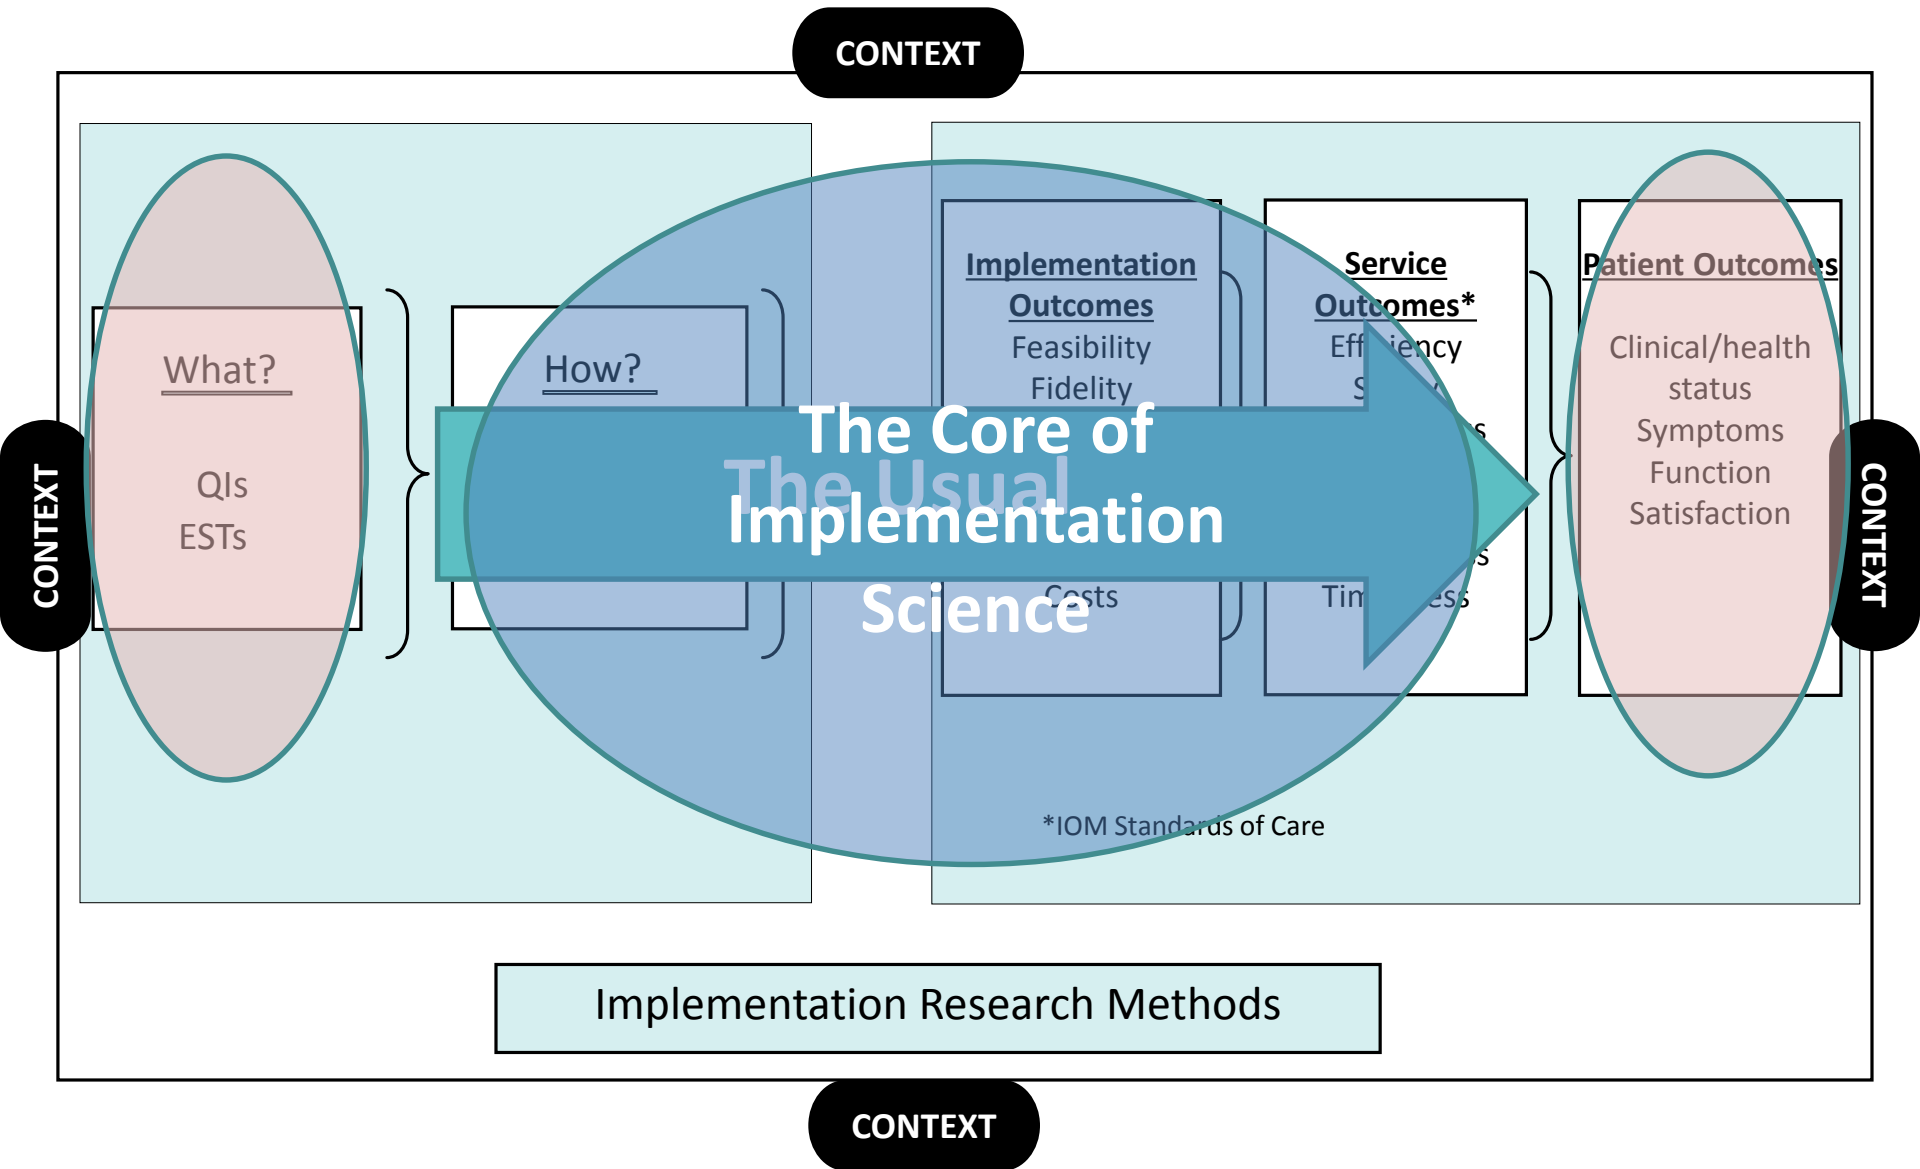 CONTEXT
What?
QIs
ESTs
How?
Implementation
Outcomes
Feasibility
Fidelity
Costs
Service
Outcomes*
Efficiency
Patient Outcomes
Clinical/health
status
Symptoms
Function
Satisfaction
The Usual
The Core of
Implementation
Science
CONTEXT
CONTEXT
*IOM Standards of Care
Implementation Research Methods
CONTEXT